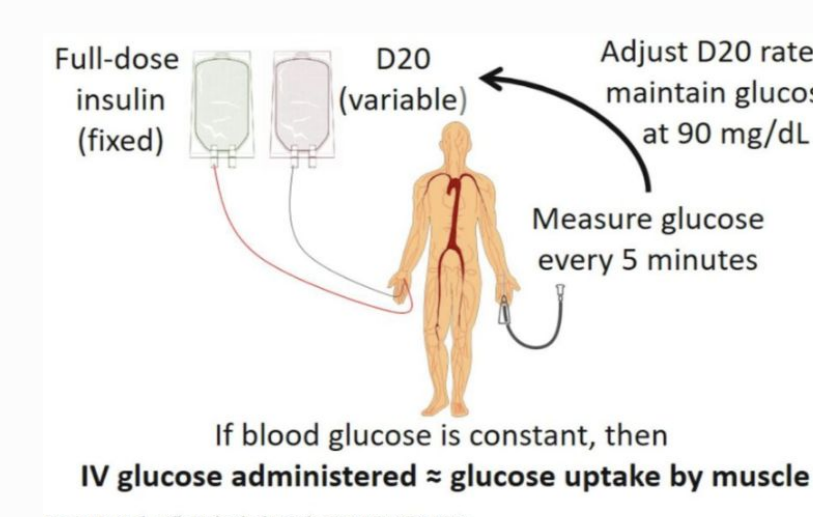 Full-dose
insulin
(fixed)
D20
(variable)
Adjust D20 rate
maintain glucos
at 90 mg/dL
Measure glucose
every 5 minutes
If blood glucose is constant, then
IV glucose administered ≈ glucose uptake by muscle